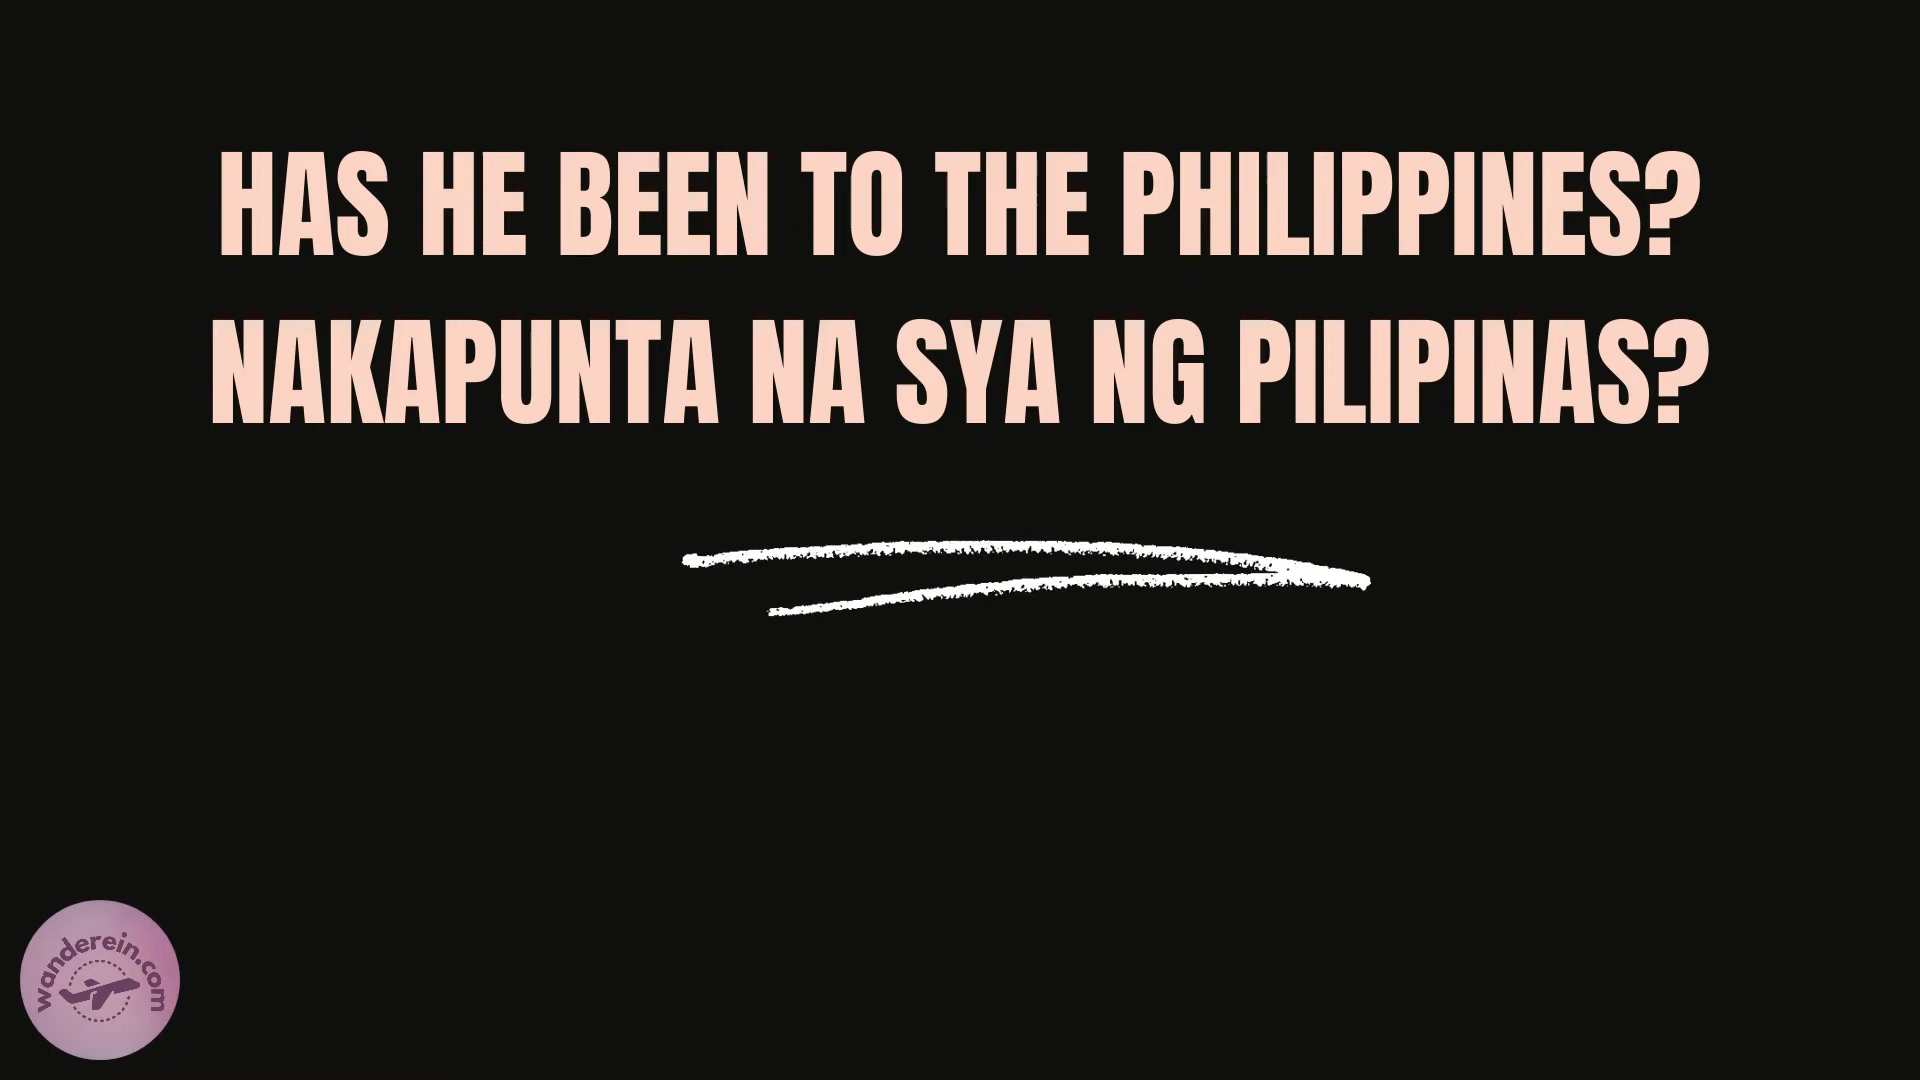 HAS HE BEEN TO THE PHILIPPINES?
NAKAPUNTA NA SYA NG PILIPINAS?
wanderein.com